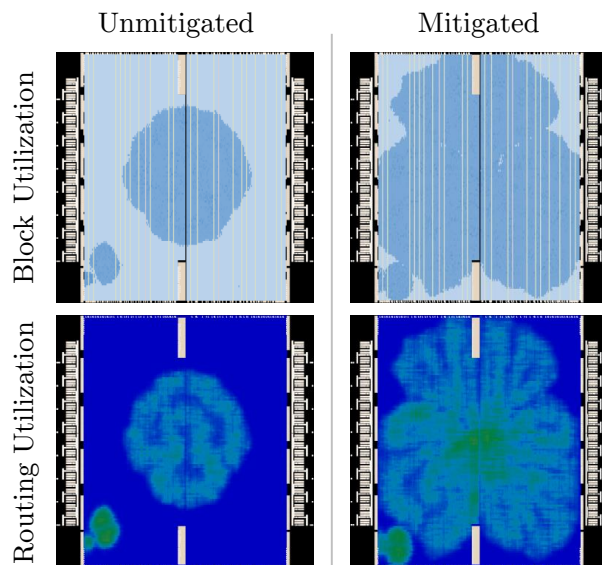 Unmitigated
Mitigated
Block Utilization
Routing Utilization